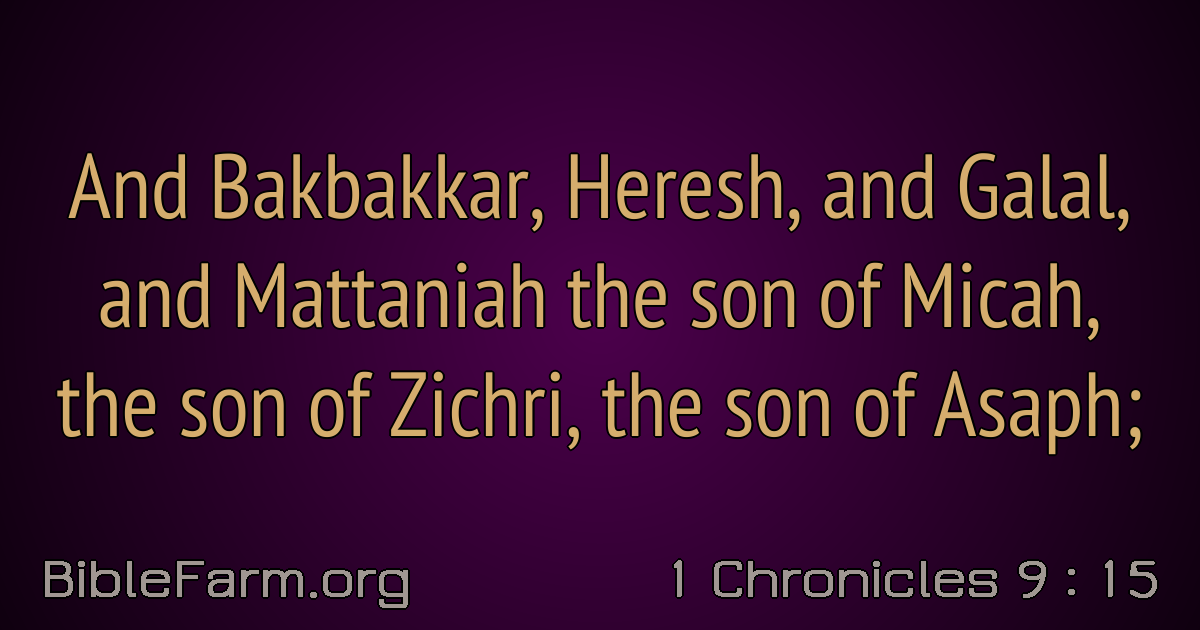 And Bakbakkar, Heresh, and Galal,
and Mattaniah the son of Micah,
the son of Zichri, the son of Asaph;
BibleFarm.org
1 Chronicles 9 : 15